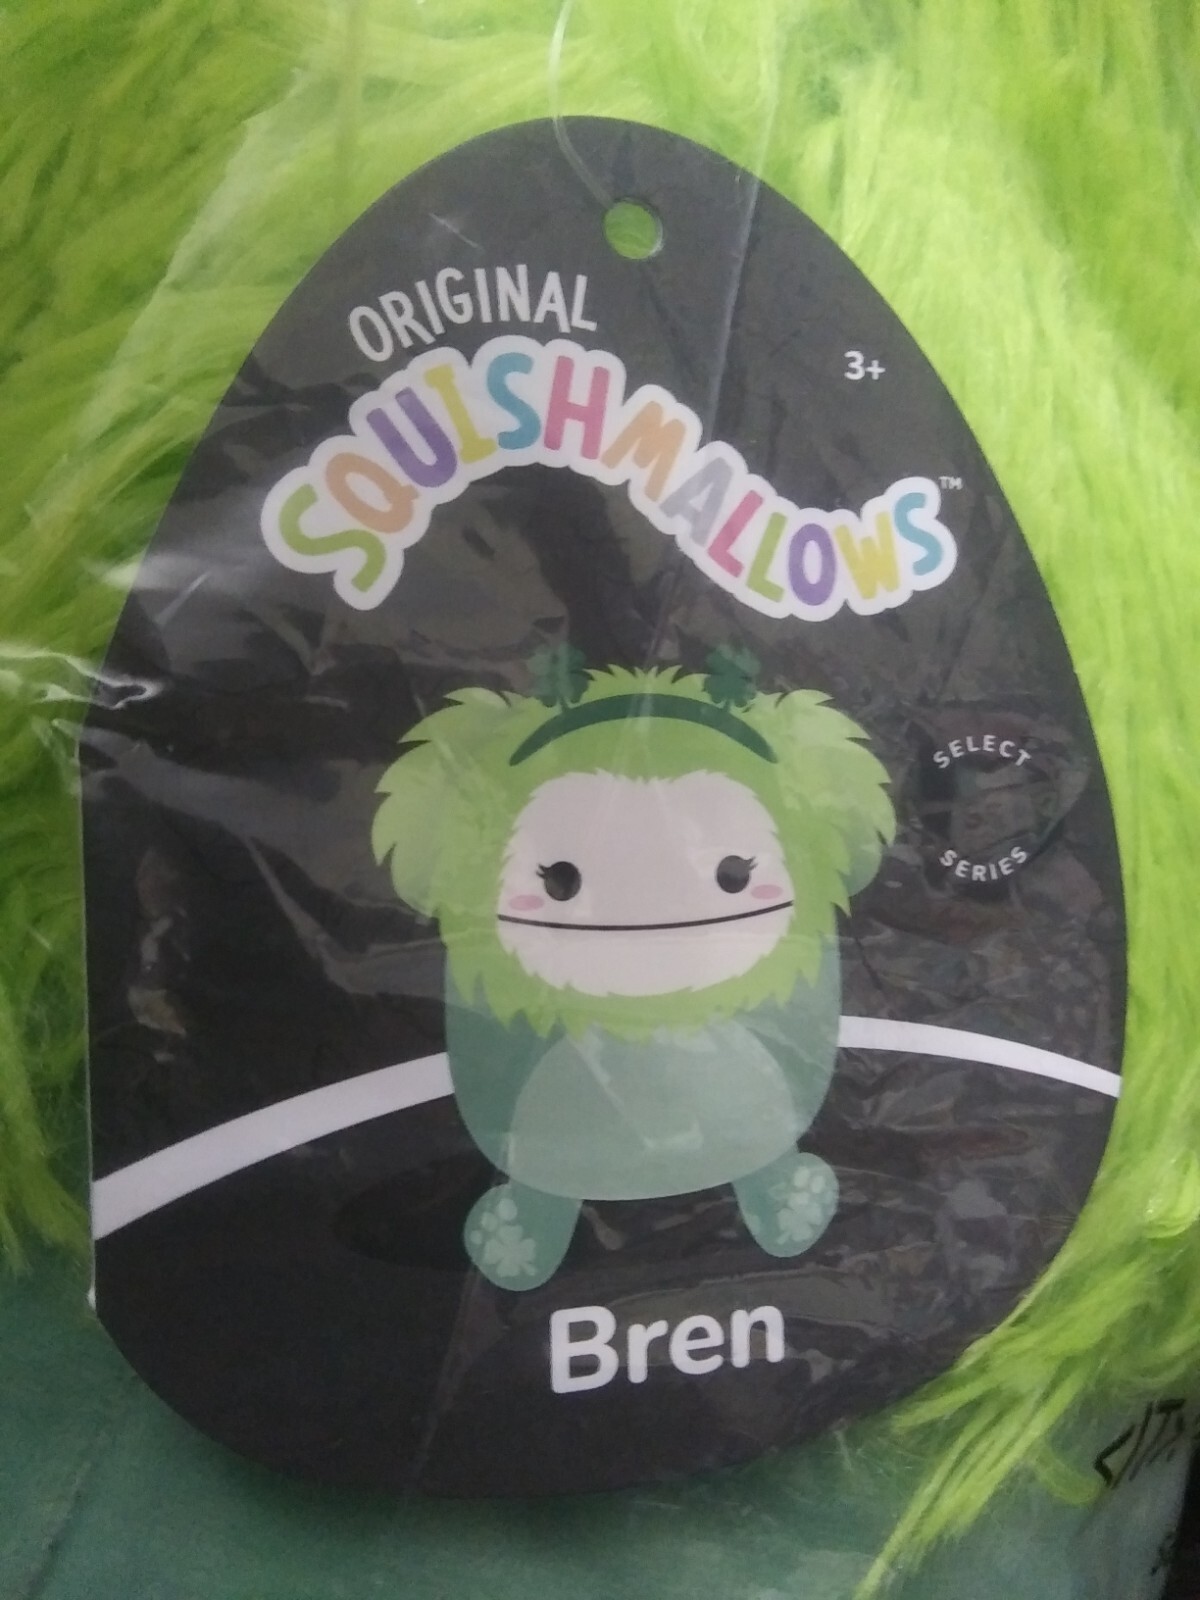 ORIGINAL
SQUISHMALLOWS™
3+
SELECT
SERIES
Bren